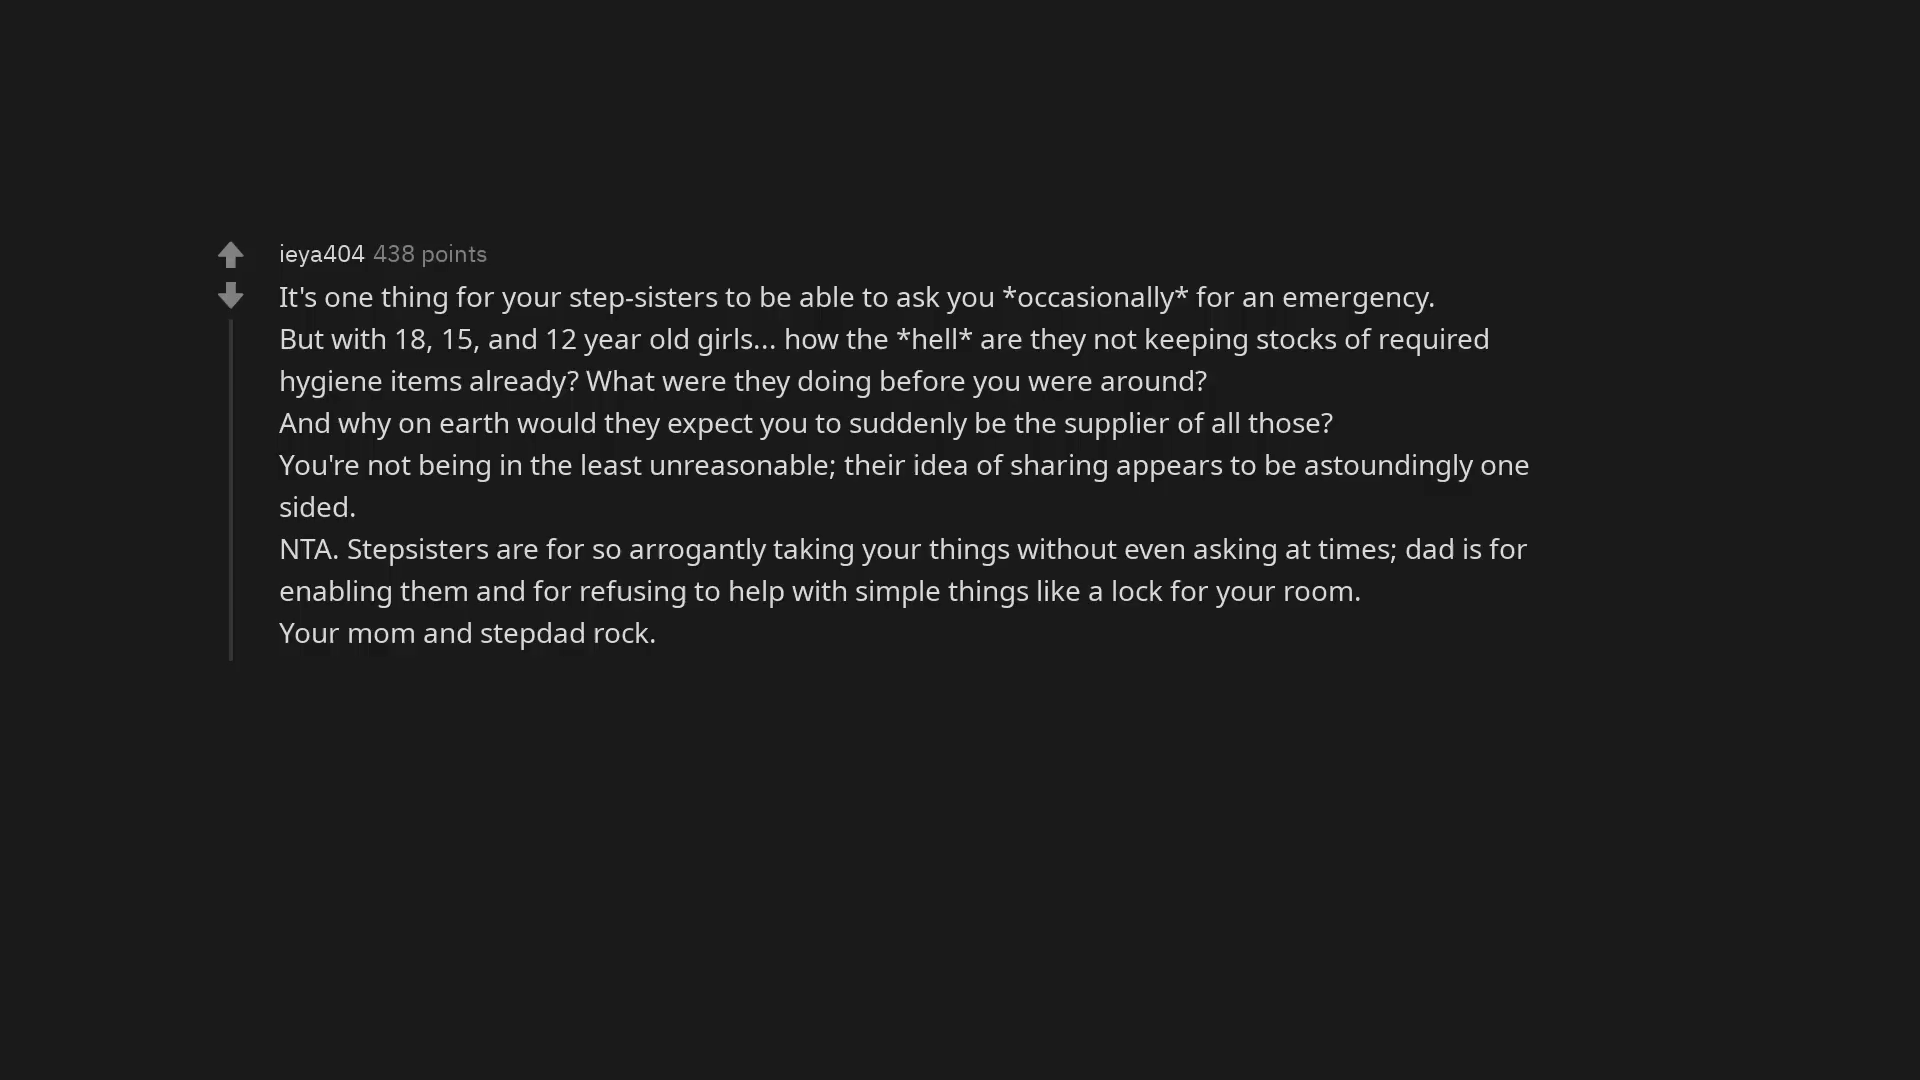 ieya404 438 points
It's one thing for your step-sisters to be able to ask you *occasionally* for an emergency.
But with 18, 15, and 12 year old girls... how the *hell* are they not keeping stocks of required
hygiene items already? What were they doing before you were around?
And why on earth would they expect you to suddenly be the supplier of all those?
You're not being in the least unreasonable; their idea of sharing appears to be astoundingly one
sided.
NTA. Stepsisters are for so arrogantly taking your things without even asking at times; dad is for
enabling them and for refusing to help with simple things like a lock for your room.
Your mom and stepdad rock.